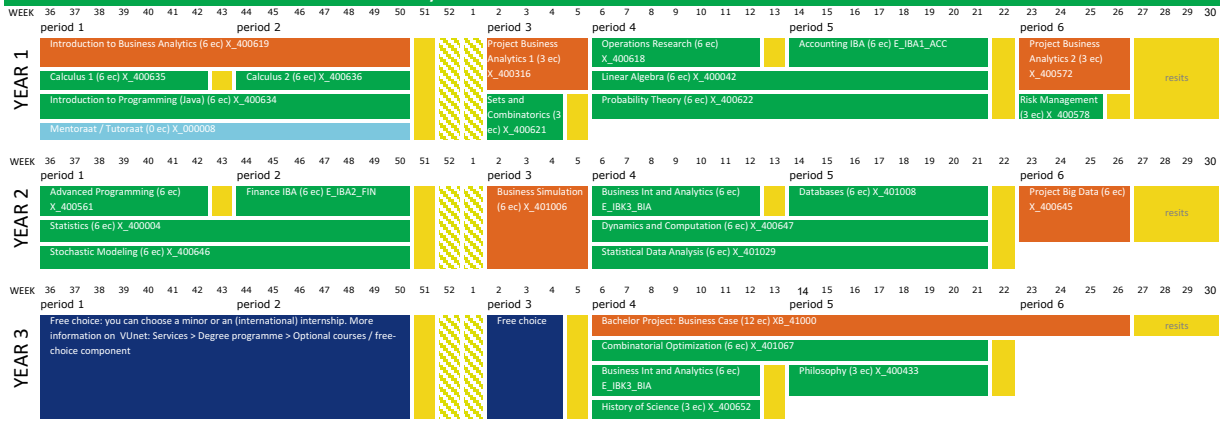 WEEK 36 37 38 39 40 41 42 43 44 45 46 47 48 49 50 51 52 1 2 3 4 5 6 7 8 9 10 11 12 13 14 15 16 17 18 19 20 21 22 23 24 25 26 27 28 29 30
period 1 period 2 period 3 period 4 period 5 period 6
YEAR 1
Introduction to Business Analytics (6 ec) X_400619
Project Business
Analytics 1 (3 ec)
X_400316
Operations Research (6 ec)
X_400618
Accounting IBA (6 ec) E_IBA1_ACC
Project Business
Analytics 2 (3 ec)
X_400572
resits
Calculus 1 (6 ec) X_400635
Calculus 2 (6 ec) X_400636
Linear Algebra (6 ec) X_400042
Introduction to Programming (Java) (6 ec) X_400634
Sets and
Combinatorics (3
ec) X_400621
Probability Theory (6 ec) X_400622
Risk Management
(3 ec) X_400578
Mentoraat / Tutoraat (0 ec) X_000008
WEEK 36 37 38 39 40 41 42 43 44 45 46 47 48 49 50 51 52 1 2 3 4 5 6 7 8 9 10 11 12 13 14 15 16 17 18 19 20 21 22 23 24 25 26 27 28 29 30
period 1 period 2 period 3 period 4 period 5 period 6
YEAR 2
Advanced Programming (6 ec)
X_400561
Finance IBA (6 ec) E_IBA2_FIN
Business Simulation
(6 ec) X_401006
Business Int and Analytics (6 ec)
E_IBK3_BIA
Databases (6 ec) X_401008
Project Big Data (6 ec)
X_400645
resits
Statistics (6 ec) X_400004
Dynamics and Computation (6 ec) X_400647
Stochastic Modeling (6 ec) X_400646
Statistical Data Analysis (6 ec) X_401029
WEEK 36 37 38 39 40 41 42 43 44 45 46 47 48 49 50 51 52 1 2 3 4 5 6 7 8 9 10 11 12 13 14 15 16 17 18 19 20 21 22 23 24 25 26 27 28 29 30
period 1 period 2 period 3 period 4 period 5 period 6
YEAR 3
Free choice: you can choose a minor or an (international) internship. More
information on VUnet: Services > Degree programme > Optional courses / free-
choice component
Free choice
Bachelor Project: Business Case (12 ec) XB_41000
resits
Combinatorial Optimization (6 ec) X_401067
Business Int and Analytics (6 ec)
E_IBK3_BIA
Philosophy (3 ec) X_400433
History of Science (3 ec) X_400652